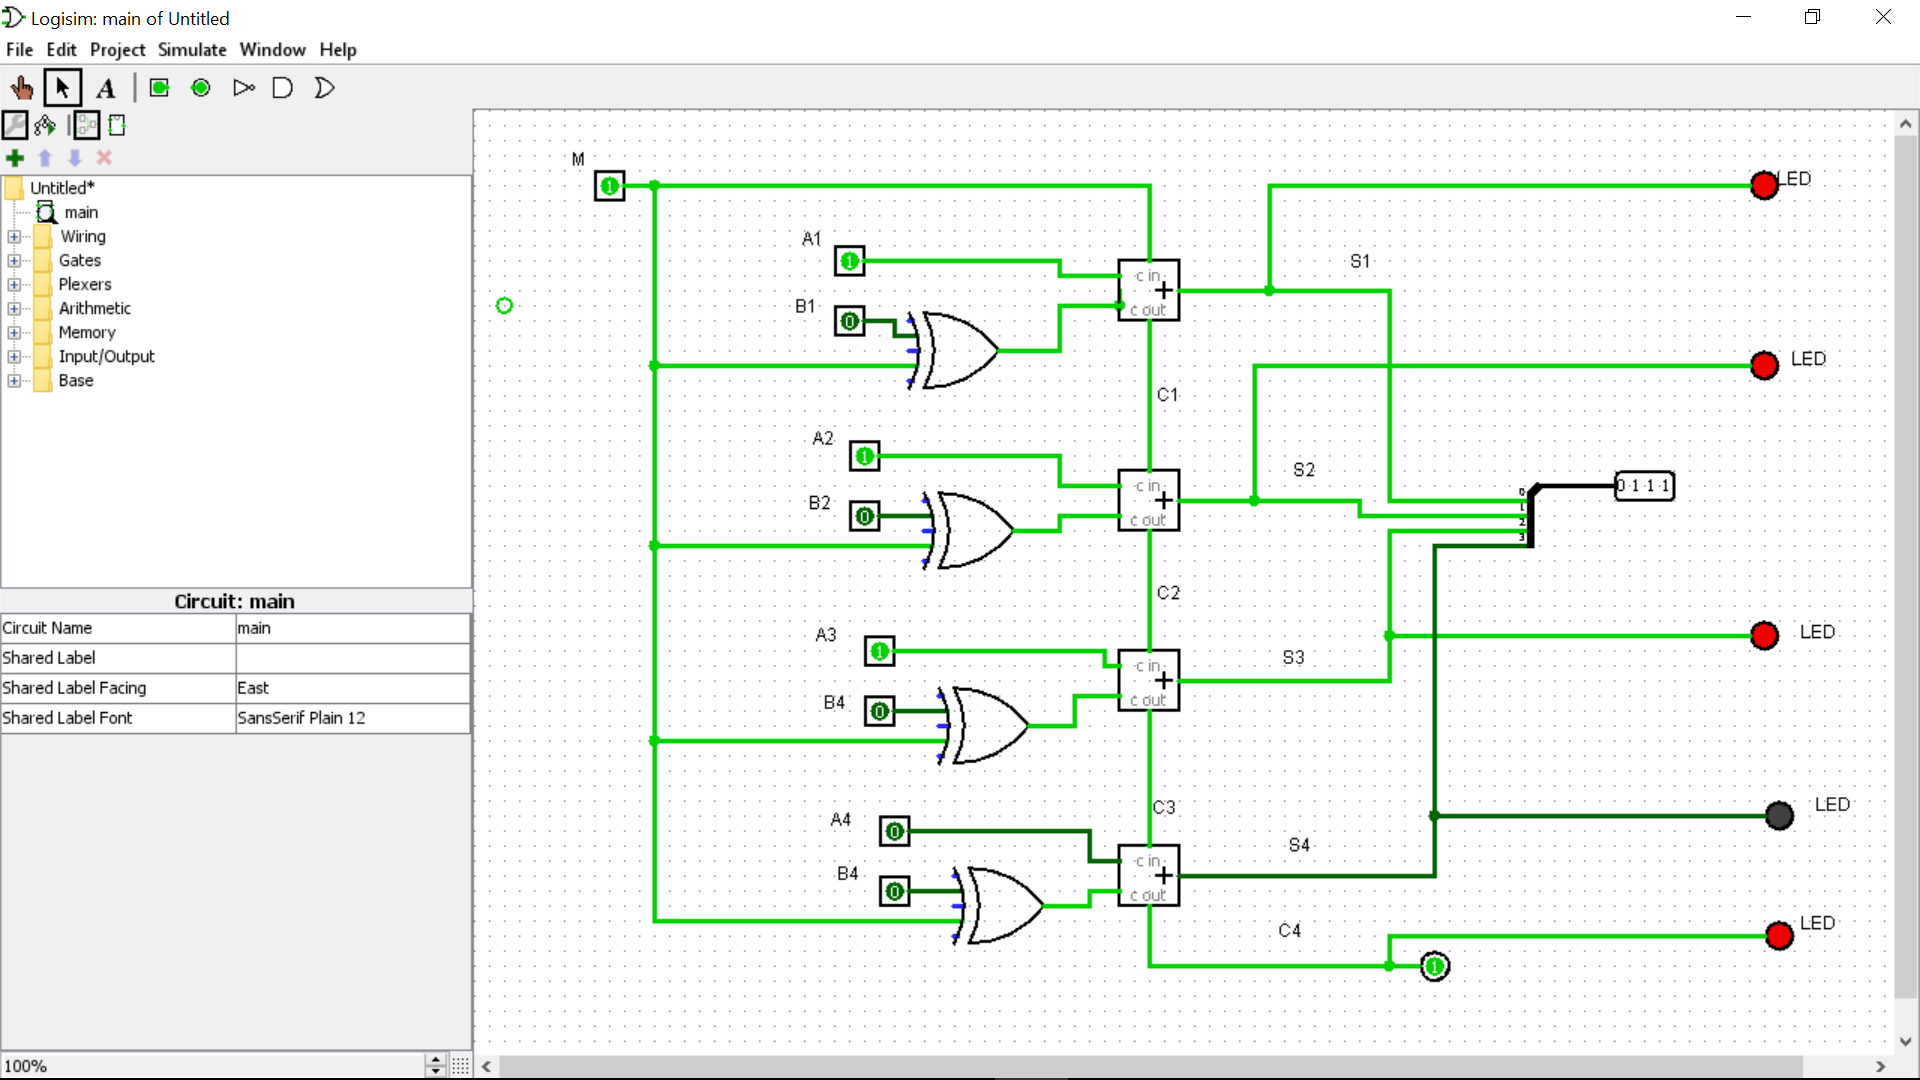 Logisim: main of Untitled
File Edit Project Simulate Window Help
A
Untitled*
main
Wiring
Gates
Plexers
Arithmetic
Memory
Input/Output
Base
Circuit: main
Circuit Name main
Shared Label
Shared Label Facing East
Shared Label Font SansSerif Plain 12
100%
M
1
LED
A1
1
c in
+
c out
S1
B1
0
LED
C1
A2
1
c in
+
c out
S2
B2
0
0
1
2
3
0 1 1 1
C2
A3
1
c in
+
c out
S3
LED
B4
0
C3
LED
A4
0
c in
+
c out
S4
B4
0
C4
LED
1